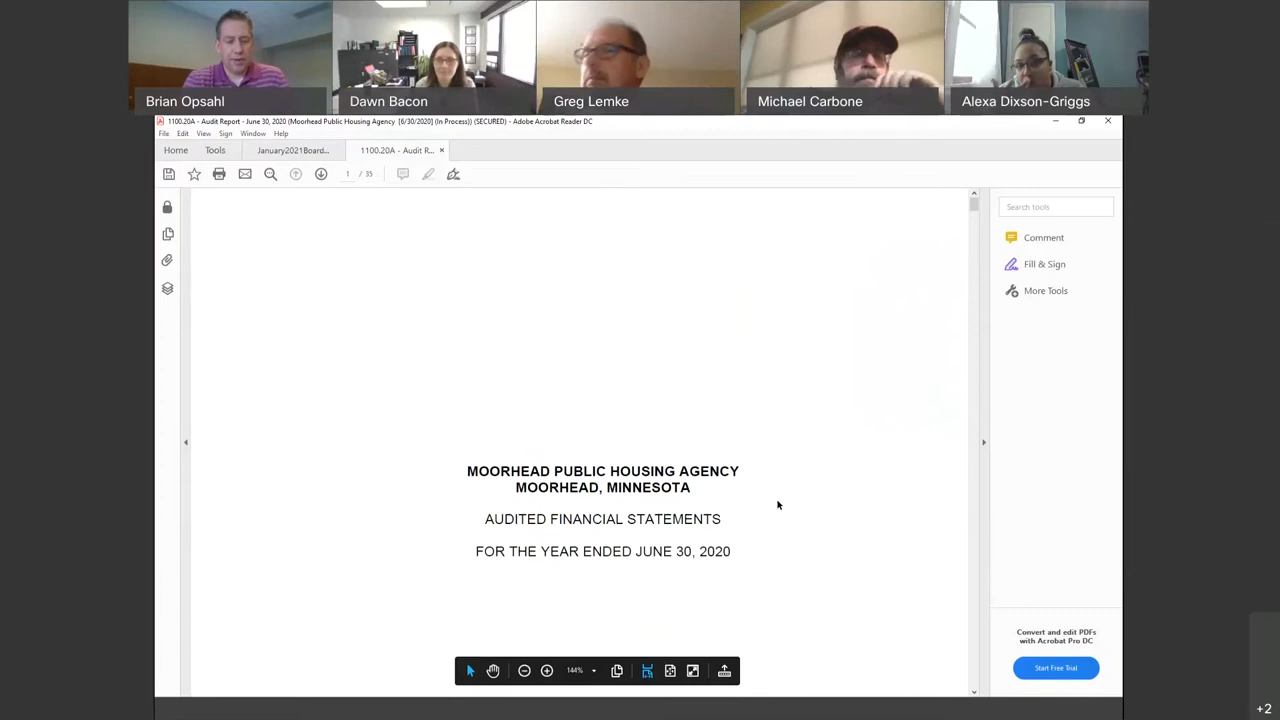 Brian Opsahl
Dawn Bacon
Greg Lemke
Michael Carbone
Alexa Dixson-Griggs
1100.20A - Audit Report - June 30, 2020 (Moorhead Public Housing Agency [6/30/2020] (In Process)) (SECURED) - Adobe Acrobat Reader DC
File Edit View Sign Window Help
Home Tools January2021Board... 1100.20A - Audit R... ×
1 / 35
Search tools
Comment
Fill & Sign
More Tools
MOORHEAD PUBLIC HOUSING AGENCY
MOORHEAD, MINNESOTA
AUDITED FINANCIAL STATEMENTS
FOR THE YEAR ENDED JUNE 30, 2020
Convert and edit PDFs
with Acrobat Pro DC
Start Free Trial
144%
+2